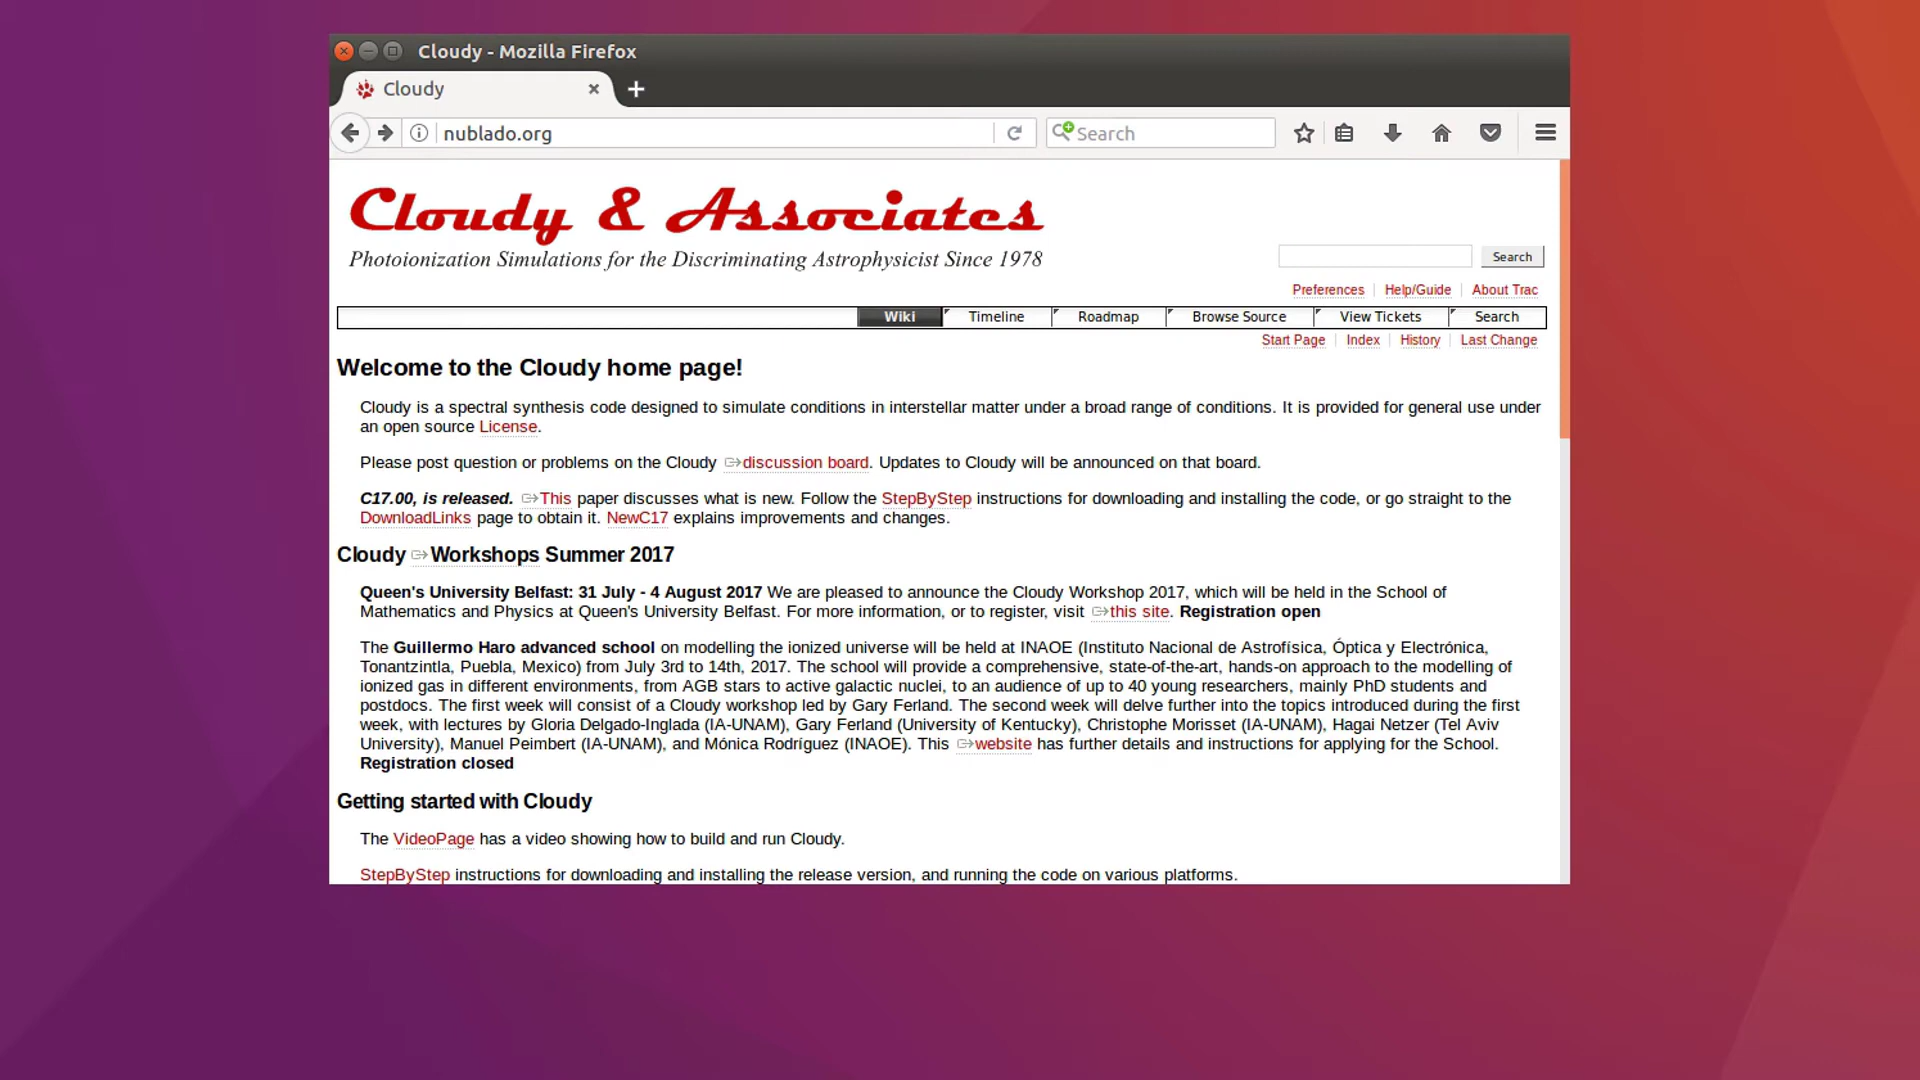 Cloudy - Mozilla Firefox
Cloudy
nublado.org
Search
Cloudy & Associates
Photoionization Simulations for the Discriminating Astrophysicist Since 1978
Search
Preferences Help/Guide About Trac
Wiki Timeline Roadmap Browse Source View Tickets Search
Start Page Index History Last Change
Welcome to the Cloudy home page!
Cloudy is a spectral synthesis code designed to simulate conditions in interstellar matter under a broad range of conditions. It is provided for general use under
an open source License.
Please post question or problems on the Cloudy discussion board. Updates to Cloudy will be announced on that board.
C17.00, is released. This paper discusses what is new. Follow the StepByStep instructions for downloading and installing the code, or go straight to the
DownloadLinks page to obtain it. NewC17 explains improvements and changes.
Cloudy Workshops Summer 2017
Queen's University Belfast: 31 July - 4 August 2017 We are pleased to announce the Cloudy Workshop 2017, which will be held in the School of
Mathematics and Physics at Queen's University Belfast. For more information, or to register, visit this site. Registration open
The Guillermo Haro advanced school on modelling the ionized universe will be held at INAOE (Instituto Nacional de Astrofísica, Óptica y Electrónica,
Tonantzintla, Puebla, Mexico) from July 3rd to 14th, 2017. The school will provide a comprehensive, state-of-the-art, hands-on approach to the modelling of
ionized gas in different environments, from AGB stars to active galactic nuclei, to an audience of up to 40 young researchers, mainly PhD students and
postdocs. The first week will consist of a Cloudy workshop led by Gary Ferland. The second week will delve further into the topics introduced during the first
week, with lectures by Gloria Delgado-Inglada (IA-UNAM), Gary Ferland (University of Kentucky), Christophe Morisset (IA-UNAM), Hagai Netzer (Tel Aviv
University), Manuel Peimbert (IA-UNAM), and Mónica Rodríguez (INAOE). This website has further details and instructions for applying for the School.
Registration closed
Getting started with Cloudy
The VideoPage has a video showing how to build and run Cloudy.
StepByStep instructions for downloading and installing the release version, and running the code on various platforms.